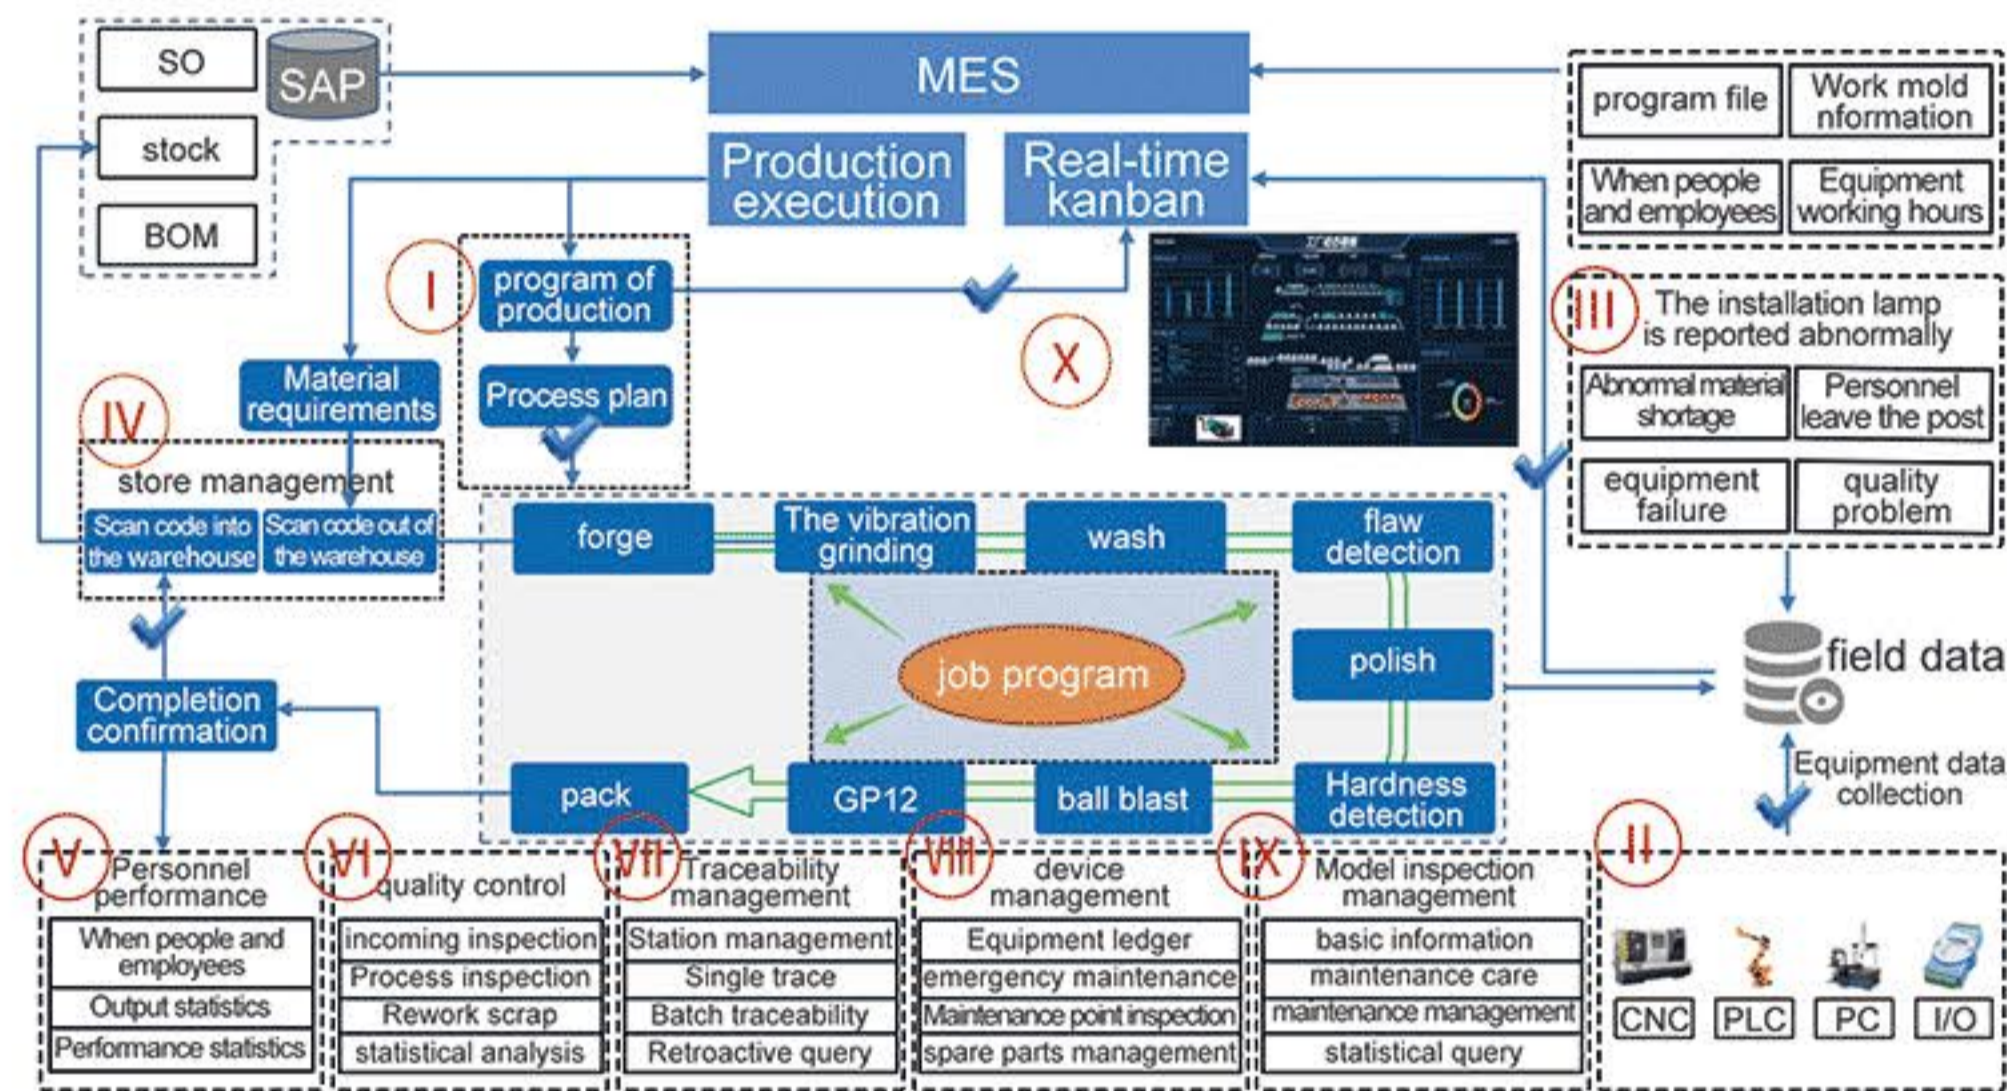 SO
SAP
stock
BOM
MES
Production
execution
Real-time
kanban
program file
Work mold
nformation
When people
and employees
Equipment
working hours
I
program of
production
Process plan
X
III
The installation lamp
is reported abnormally
Abnormal material
shortage
Personnel
leave the post
equipment
failure
quality
problem
Material
requirements
IV
store management
Scan code into
the warehouse
Scan code out of
the warehouse
forge
The vibration
grinding
wash
flaw
detection
job program
polish
field data
Completion
confirmation
pack
GP12
ball blast
Hardness
detection
Equipment data
collection
V
Personnel
performance
When people and
employees
Output statistics
Performance statistics
VI
quality control
incoming inspection
Process inspection
Rework scrap
statistical analysis
VII
Traceability
management
Station management
Single trace
Batch traceability
Retroactive query
VIII
device
management
Equipment ledger
emergency maintenance
Maintenance point inspection
spare parts management
IX
Model inspection
management
basic information
maintenance care
maintenance management
statistical query
II
CNC
PLC
PC
I/O